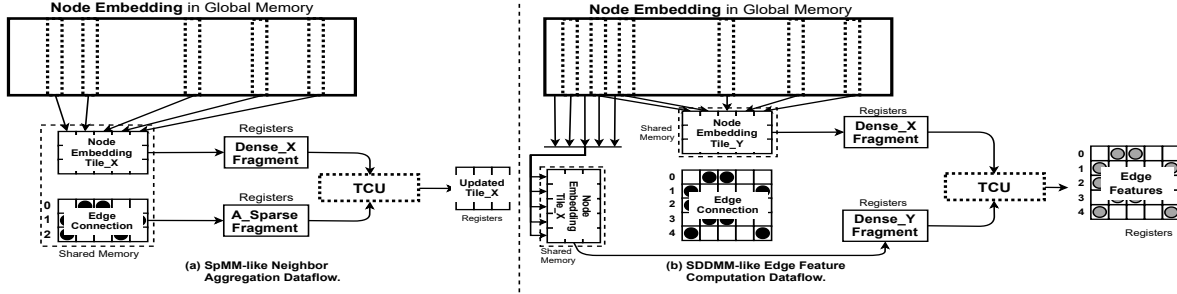 Node Embedding in Global Memory
Registers
Node
Embedding
Tile_X
Dense_X
Fragment
TCU
Updated
Tile_X
Registers
Registers
0
1
2
Edge
Connection
A_Sparse
Fragment
Shared Memory
(a) SpMM-like Neighbor
Aggregation Dataflow.
Node Embedding in Global Memory
Shared
Memory
Node
Embedding
Tile_Y
Registers
Dense_X
Fragment
Node
Embedding
Tile_X
Shared
Memory
0
1
2
3
4
Edge
Connection
Registers
Dense_Y
Fragment
TCU
0
1
2
3
4
Edge
Features
Registers
(b) SDDMM-like Edge Feature
Computation Dataflow.